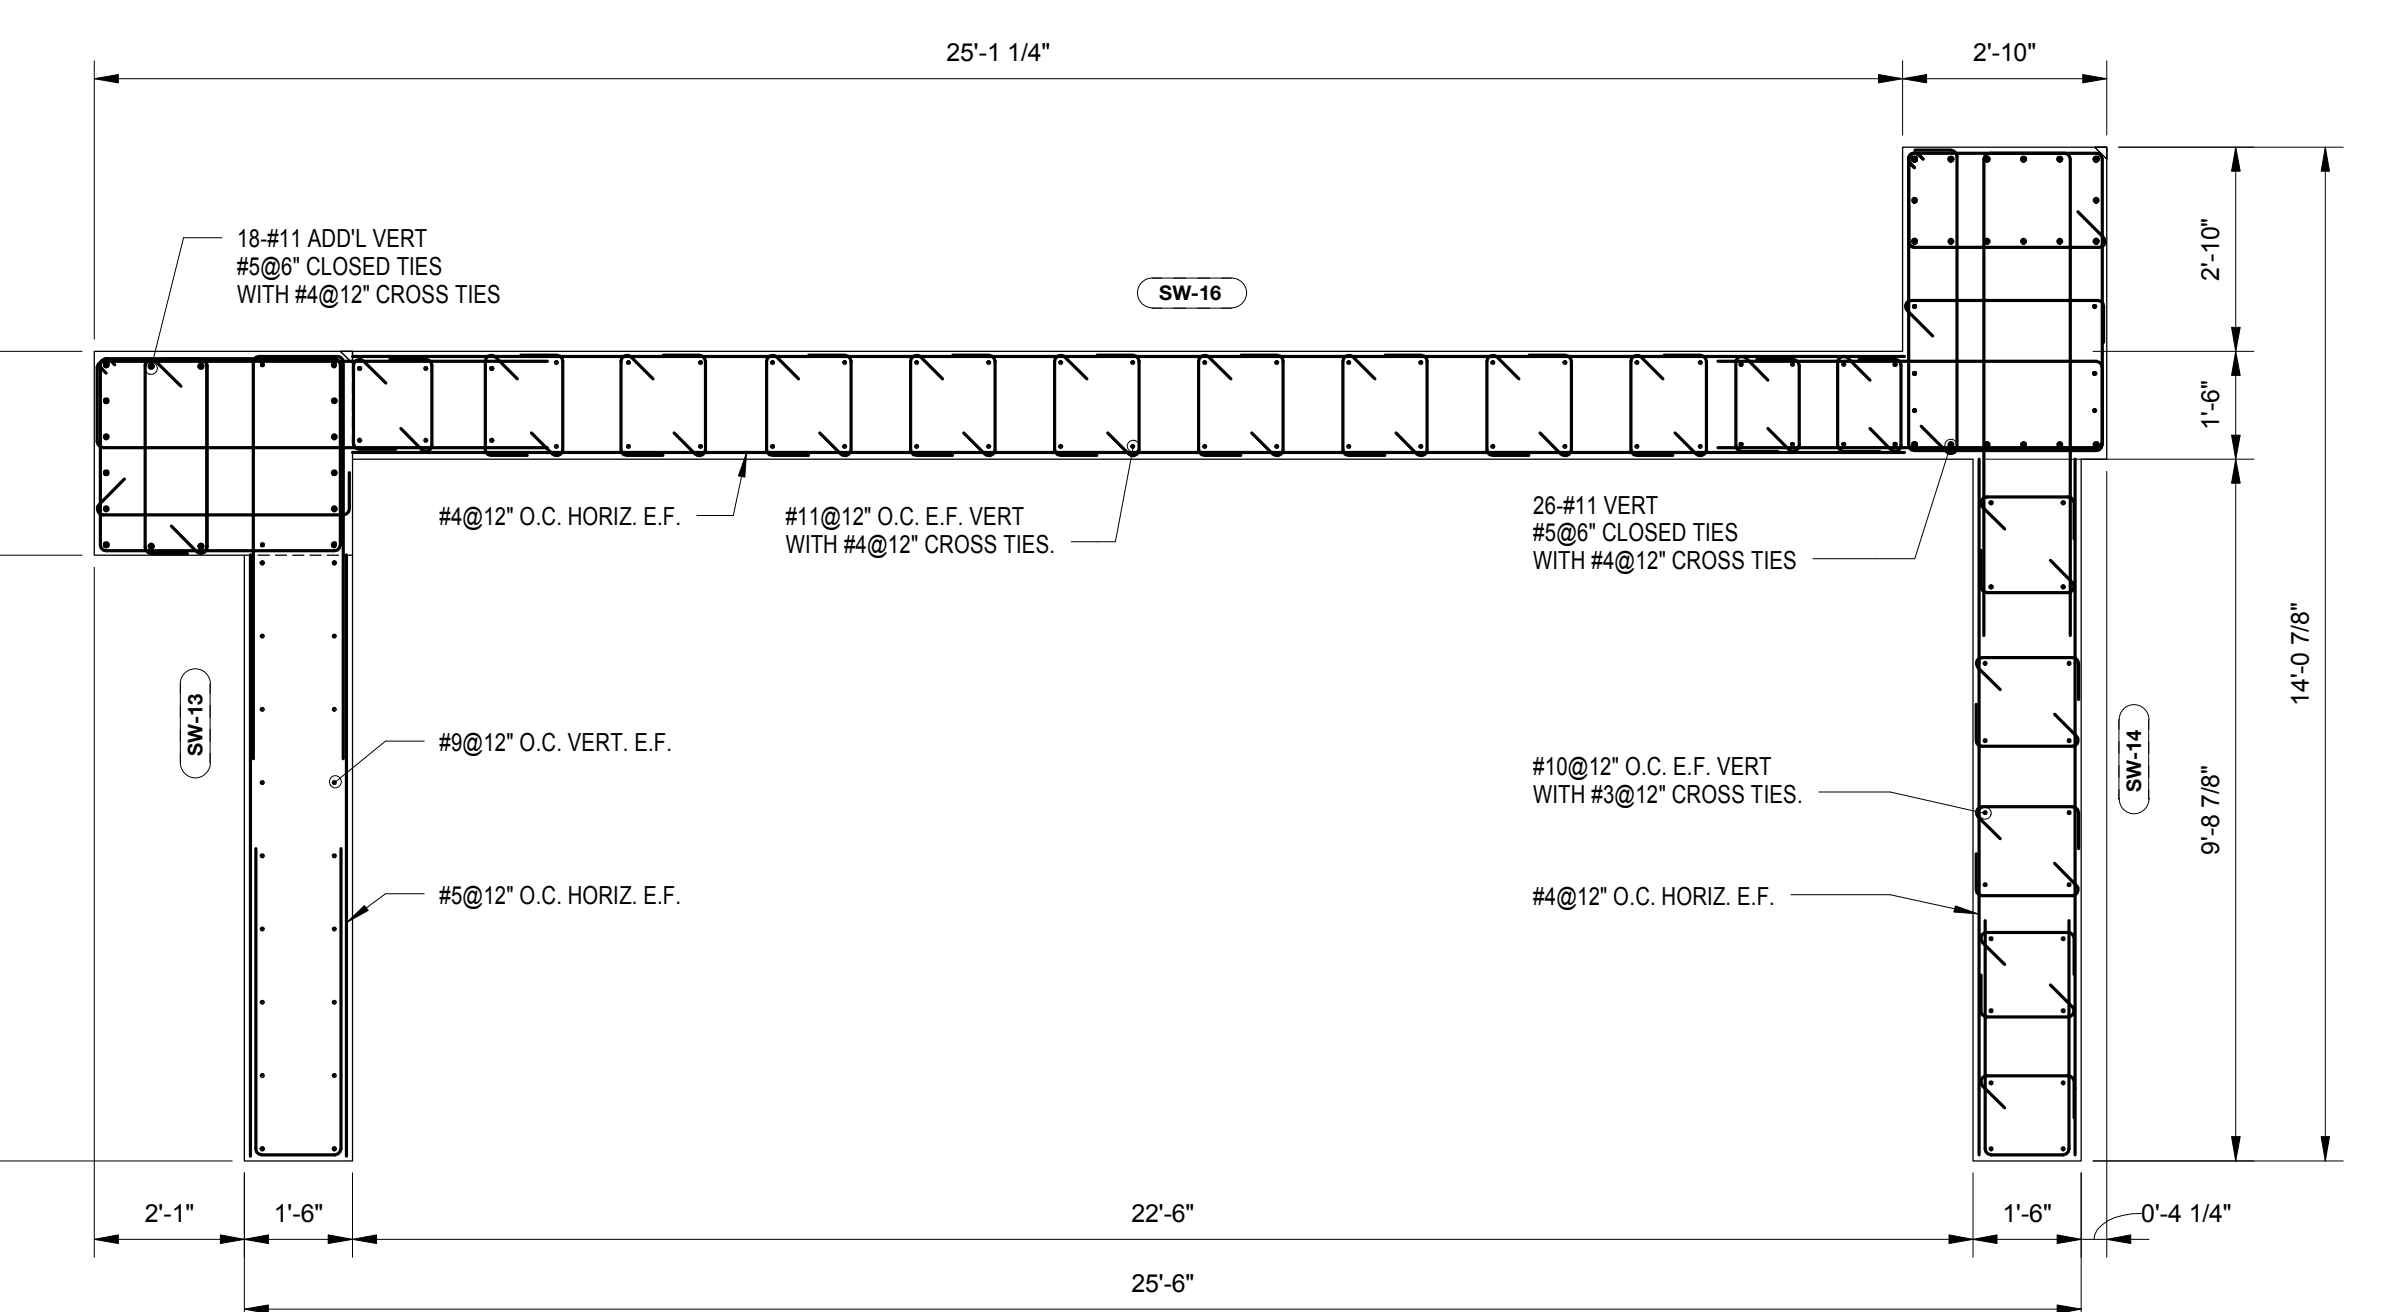 25'-1 1/4"
2'-10"
18-#11 ADD'L VERT
#5@6" CLOSED TIES
WITH #4@12" CROSS TIES
SW-16
2'-10"
1'-6"
#4@12" O.C. HORIZ. E.F.
#11@12" O.C. E.F. VERT
WITH #4@12" CROSS TIES.
26-#11 VERT
#5@6" CLOSED TIES
WITH #4@12" CROSS TIES
14'-0 7/8"
SW-13
#9@12" O.C. VERT. E.F.
#10@12" O.C. E.F. VERT
WITH #3@12" CROSS TIES.
SW-14
9'-8 7/8"
#5@12" O.C. HORIZ. E.F.
#4@12" O.C. HORIZ. E.F.
2'-1"
1'-6"
22'-6"
1'-6"
0'-4 1/4"
25'-6"